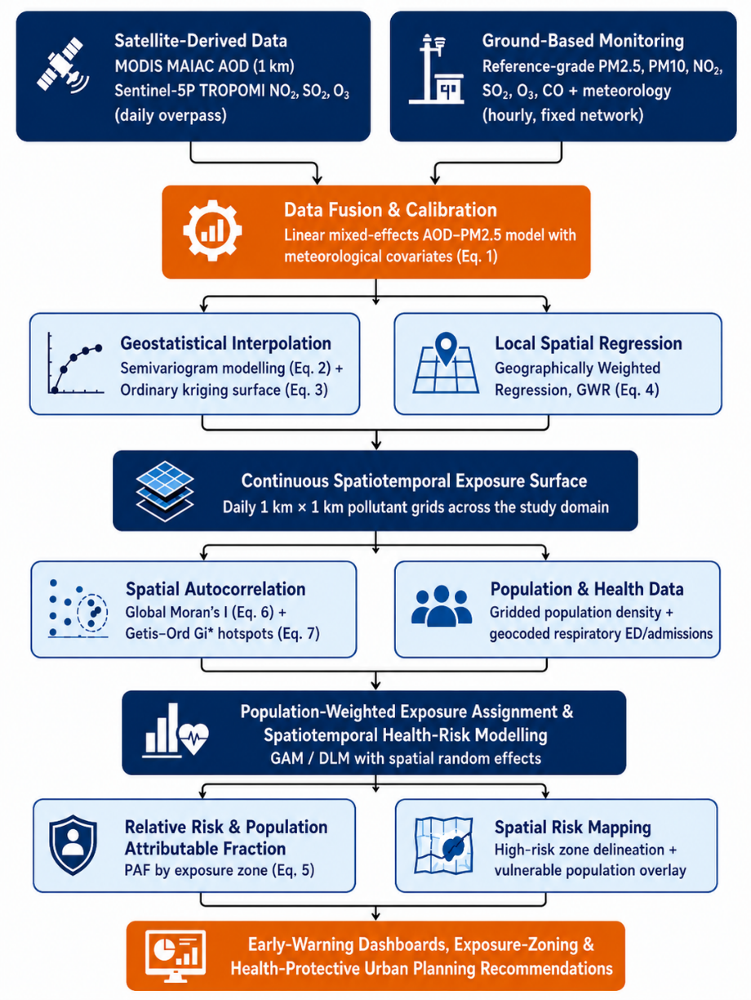 Satellite-Derived Data
MODIS MAIAC AOD (1 km)
Sentinel-5P TROPOMI NO₂, SO₂, O₃
(daily overpass)
Ground-Based Monitoring
Reference-grade PM2.5, PM10, NO₂,
SO₂, O₃, CO + meteorology
(hourly, fixed network)
Data Fusion & Calibration
Linear mixed-effects AOD–PM2.5 model with
meteorological covariates (Eq. 1)
Geostatistical Interpolation
Semivariogram modelling (Eq. 2) +
Ordinary kriging surface (Eq. 3)
Local Spatial Regression
Geographically Weighted
Regression, GWR (Eq. 4)
Continuous Spatiotemporal Exposure Surface
Daily 1 km × 1 km pollutant grids across the study domain
Spatial Autocorrelation
Global Moran's I (Eq. 6) +
Getis–Ord Gi* hotspots (Eq. 7)
Population & Health Data
Gridded population density +
geocoded respiratory ED/admissions
Population-Weighted Exposure Assignment &
Spatiotemporal Health-Risk Modelling
GAM / DLM with spatial random effects
Relative Risk & Population
Attributable Fraction
PAF by exposure zone (Eq. 5)
Spatial Risk Mapping
High-risk zone delineation +
vulnerable population overlay
Early-Warning Dashboards, Exposure-Zoning &
Health-Protective Urban Planning Recommendations